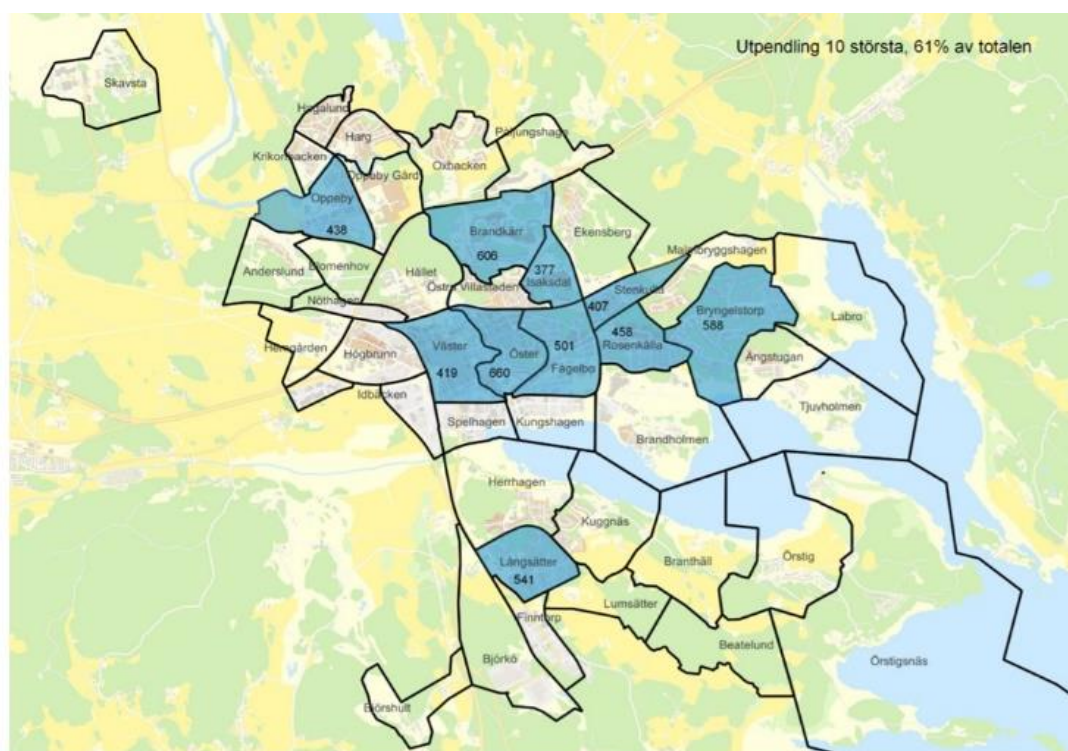 Utpendling 10 största, 61% av totalen
Skavsta
Hagalund
Harg
Påljungshage
Krikonbacken
Oxbacken
Oppeby Gård
Oppeby
438
Brandkärr
606
Ekensberg
Malmbryggshagen
Anderslund
Blomenhov
Hället
377
Isaksdal
Östra Villastaden
Stenkulla
407
Bryngelstorp
588
Labro
Nöthagen
Hemgården
Högbrunn
Väster
419
Öster
660
501
Fågelbo
458
Rosenkälla
Ängstugan
Idbäcken
Tjuvholmen
Spelhagen
Kungshagen
Brandholmen
Herrhagen
Kuggnäs
Långsätter
541
Branthäll
Örstig
Finntorp
Lumsätter
Beatelund
Björkö
Örstigsnäs
Björshult